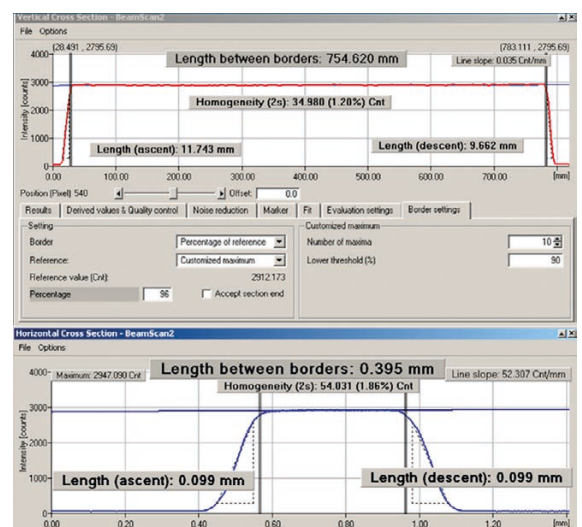 Vertical Cross Section - BeamScan2
File Options
(28.491 , 2795.69) (783.111 , 2795.69)
Length between borders: 754.620 mm
Line slope: 0.035 Cnt/mm
4000
3000
2000
1000
0
Intensity [counts]
Homogeneity (2s): 34.980 (1.20%) Cnt
Length (ascent): 11.743 mm
Length (descent): 9.662 mm
0.00 100.00 200.00 300.00 400.00 500.00 600.00 700.00 [mm]
Position (Pixel) 540 Offset: 0.0
Results Derived values & Quality control Noise reduction Marker Fit Evaluation settings Border settings
Setting
Border Percentage of reference
Reference: Customized maximum
Reference value (Cnt): 2912.173
Percentage 96 Accept section end
Customized maximum
Number of maxima 10
Lower threshold (%) 90
Horizontal Cross Section - BeamScan2
File Options
Maximum: 2947.090 Cnt
Length between borders: 0.395 mm
Line slope: 52.307 Cnt/mm
Homogeneity (2s): 54.031 (1.86%) Cnt
4000
3000
2000
1000
0
Intensity [counts]
Length (ascent): 0.099 mm
Length (descent): 0.099 mm
0.00 0.20 0.40 0.60 0.80 1.00 1.20 [mm]